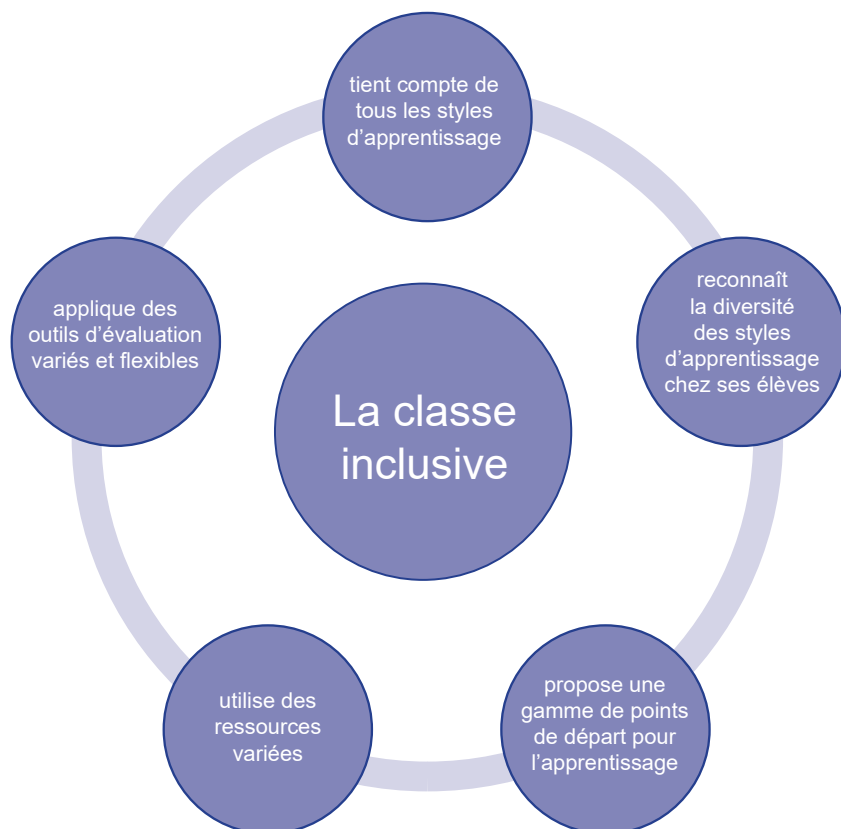 tient compte de
tous les styles
d'apprentissage
reconnaît
la diversité
des styles
d'apprentissage
chez ses élèves
propose une
gamme de points
de départ pour
l'apprentissage
utilise des
ressources
variées
applique des
outils d'évaluation
variés et flexibles
La classe
inclusive